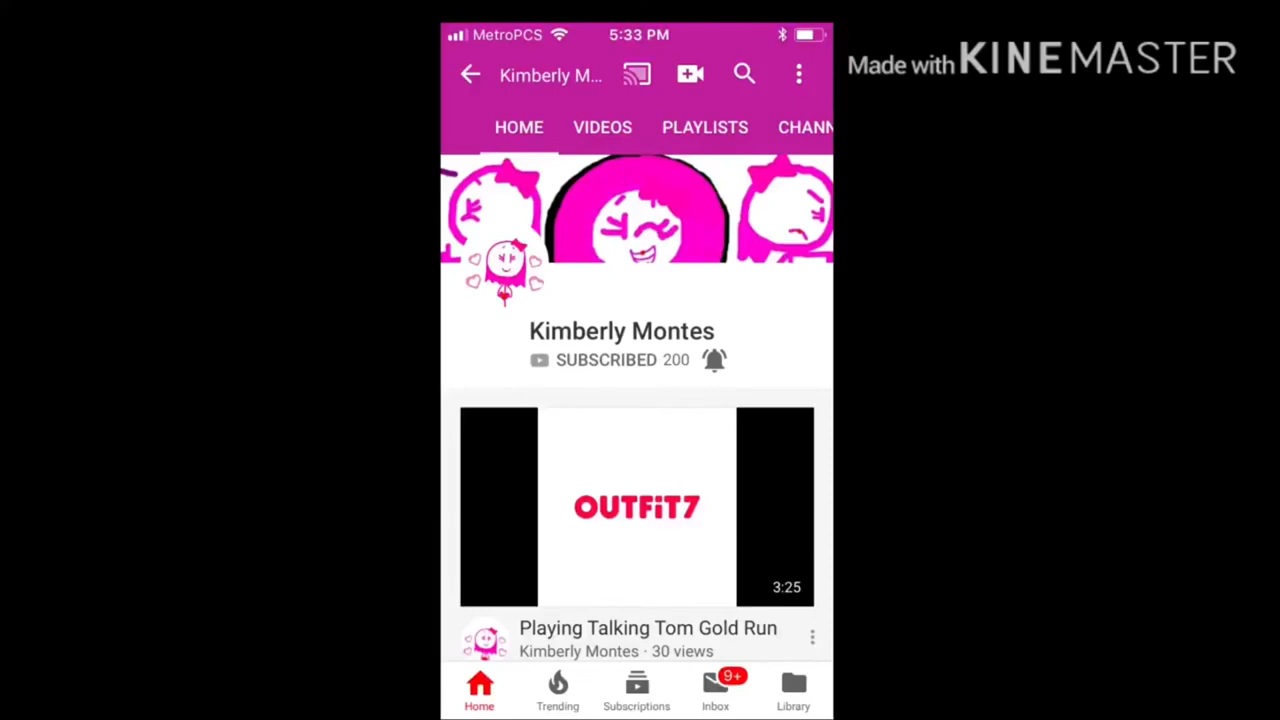 MetroPCS 5:33 PM
Made with KINEMASTER
Kimberly M...
HOME VIDEOS PLAYLISTS CHANN
Kimberly Montes
SUBSCRIBED 200
OUTFiT7
3:25
Playing Talking Tom Gold Run
Kimberly Montes · 30 views
9+
Home Trending Subscriptions Inbox Library